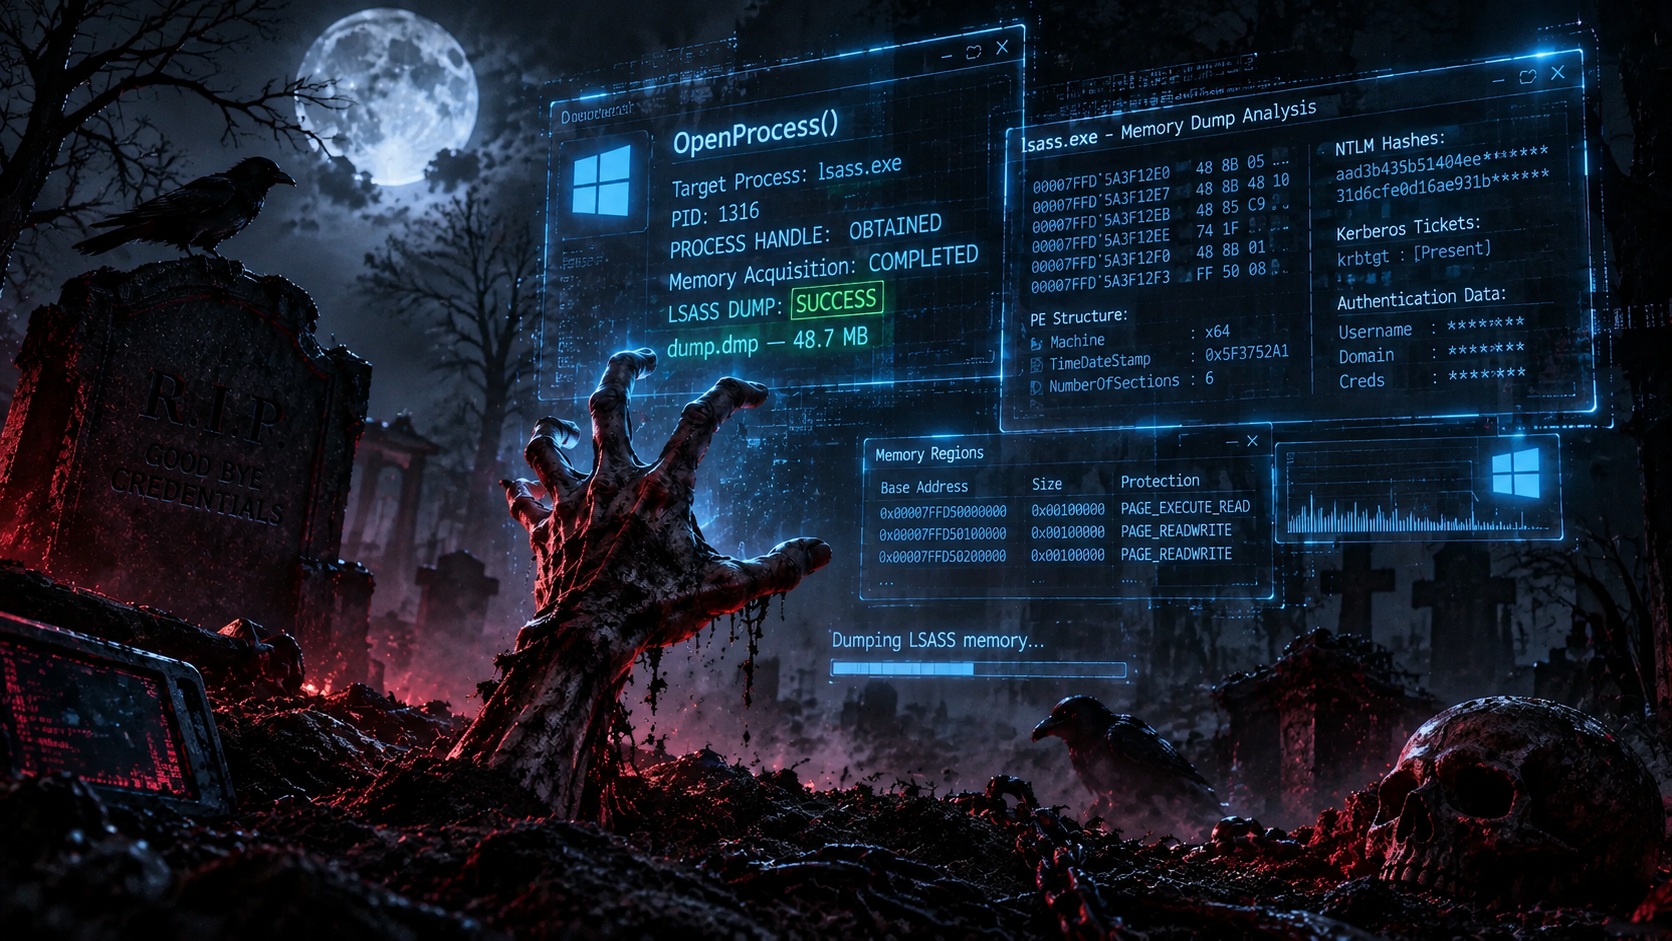 R.I.P.
GOOD BYE
CREDENTIALS
OpenProcess()
Target Process: lsass.exe
PID: 1316
PROCESS HANDLE: OBTAINED
Memory Acquisition: COMPLETED
LSASS DUMP: SUCCESS
dump.dmp — 48.7 MB
lsass.exe - Memory Dump Analysis
00007FFD`5A3F12E0 48 8B 05 ...
00007FFD`5A3F12E7 48 8B 48 10
00007FFD`5A3F12EB 48 85 C9 ..
00007FFD`5A3F12EE 74 1F ..
00007FFD`5A3F12F0 48 8B 01 ..
00007FFD`5A3F12F3 FF 50 08 ..
PE Structure:
Machine : x64
TimeDateStamp : 0x5F3752A1
NumberOfSections : 6
NTLM Hashes:
aad3b435b51404ee*******
31d6cfe0d16ae931b******
Kerberos Tickets:
krbtgt : [Present]
Authentication Data:
Username : *******
Domain : *******
Creds : *******
Memory Regions
Base Address Size Protection
0x00007FFD50000000 0x00100000 PAGE_EXECUTE_READ
0x00007FFD50100000 0x00100000 PAGE_READWRITE
0x00007FFD50200000 0x00100000 PAGE_READWRITE
... ... ...
Dumping LSASS memory...